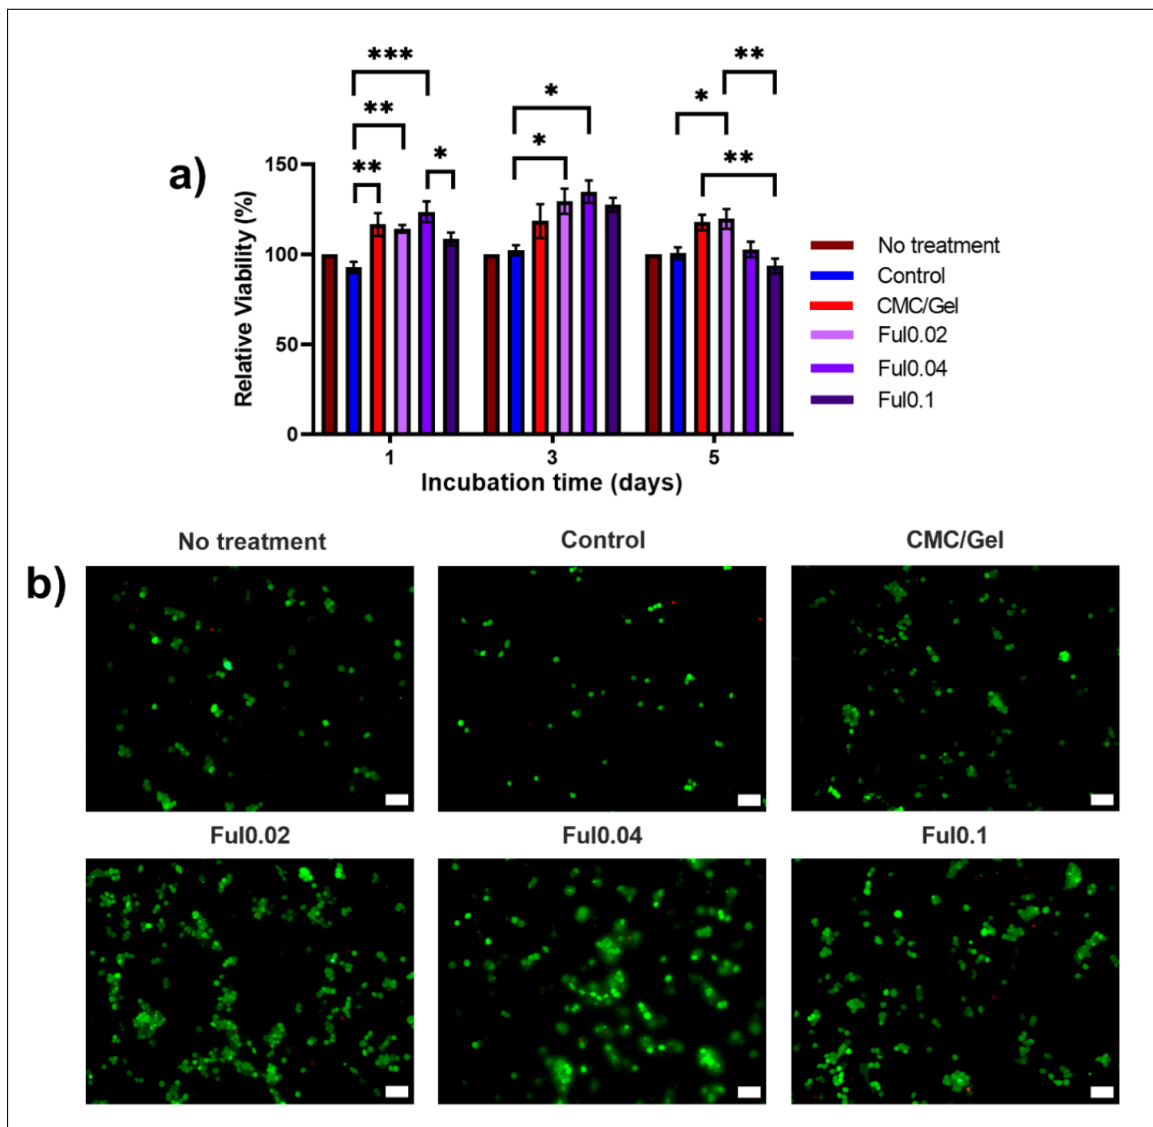 ***
**
**
*
*
*
**
*
**
a)
150
100
50
0
Relative Viability (%)
1
3
5
Incubation time (days)
No treatment
Control
CMC/Gel
Ful0.02
Ful0.04
Ful0.1
b)
No treatment
Control
CMC/Gel
Ful0.02
Ful0.04
Ful0.1